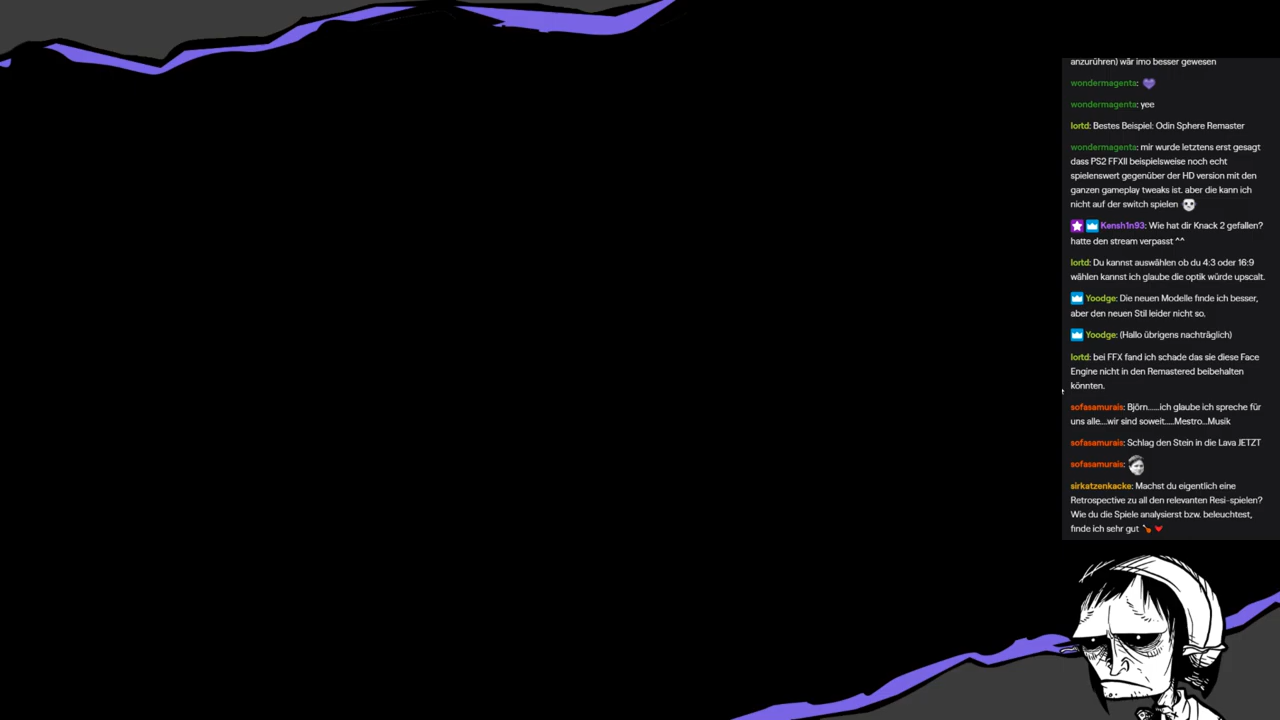 anzurühren) wär imo besser gewesen
wondermagenta:
wondermagenta: yee
lortd: Bestes Beispiel: Odin Sphere Remaster
wondermagenta: mir wurde letztens erst gesagt
dass PS2 FFXII beispielsweise noch echt
spielenswert gegenüber der HD version mit den
ganzen gameplay tweaks ist. aber die kann ich
nicht auf der switch spielen
Kensh1n93: Wie hat dir Knack 2 gefallen?
hatte den stream verpasst ^^
lortd: Du kannst auswählen ob du 4:3 oder 16:9
wählen kannst ich glaube die optik würde upscalt.
Yoodge: Die neuen Modelle finde ich besser,
aber den neuen Stil leider nicht so.
Yoodge: (Hallo übrigens nachträglich)
lortd: bei FFX fand ich schade das sie diese Face
Engine nicht in den Remastered beibehalten
könnten.
sofasamurais: Björn......ich glaube ich spreche für
uns alle....wir sind soweit.....Mestro...Musik
sofasamurais: Schlag den Stein in die Lava JETZT
sofasamurais:
sirkatzenkacke: Machst du eigentlich eine
Retrospective zu all den relevanten Resi-spielen?
Wie du die Spiele analysierst bzw. beleuchtest,
finde ich sehr gut